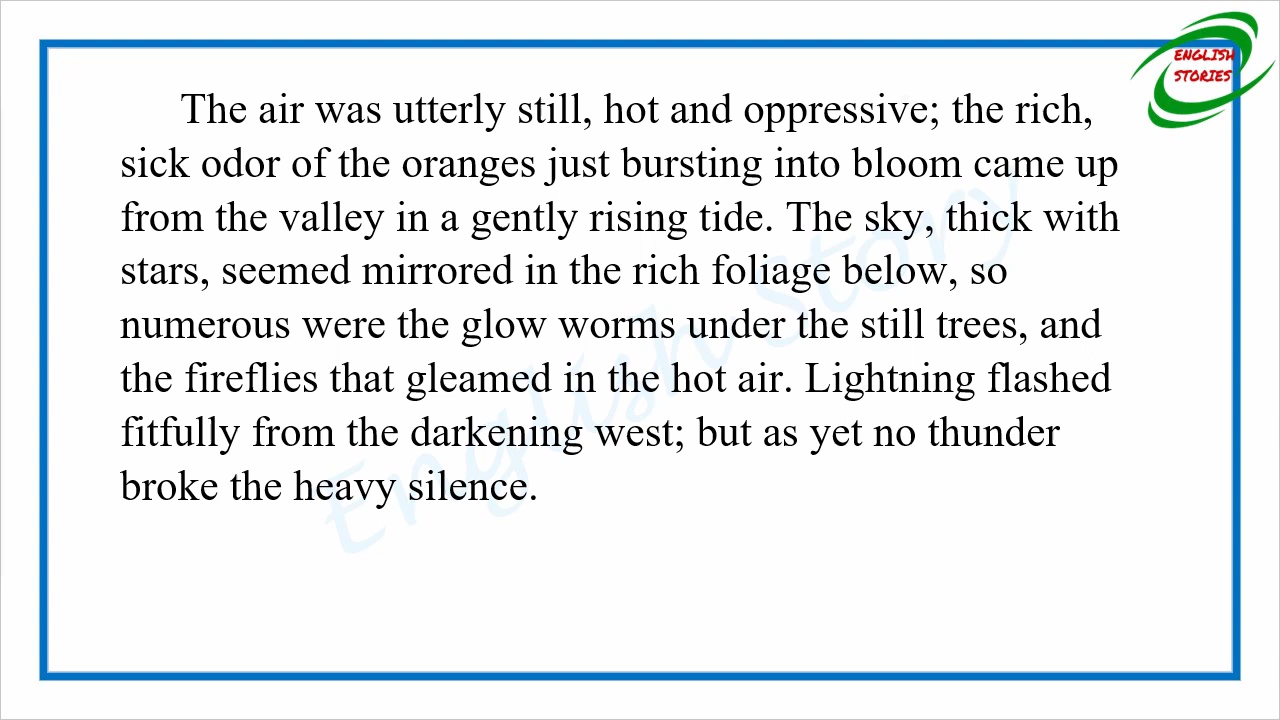 ENGLISH
STORIES
The air was utterly still, hot and oppressive; the rich,
sick odor of the oranges just bursting into bloom came up
from the valley in a gently rising tide. The sky, thick with
stars, seemed mirrored in the rich foliage below, so
numerous were the glow worms under the still trees, and
the fireflies that gleamed in the hot air. Lightning flashed
fitfully from the darkening west; but as yet no thunder
broke the heavy silence.
English Story